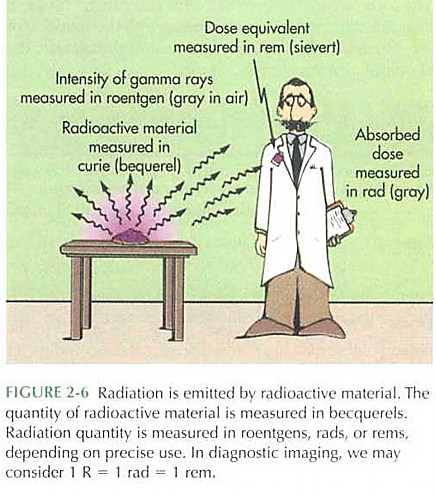 Dose equivalent
measured in rem (sievert)
Intensity of gamma rays
measured in roentgen (gray in air)
Radioactive material
measured in
curie (bequerel)
Absorbed
dose
measured
in rad (gray)
FIGURE 2-6 Radiation is emitted by radioactive material. The
quantity of radioactive material is measured in becquerels.
Radiation quantity is measured in roentgens, rads, or rems,
depending on precise use. In diagnostic imaging, we may
consider 1 R = 1 rad = 1 rem.